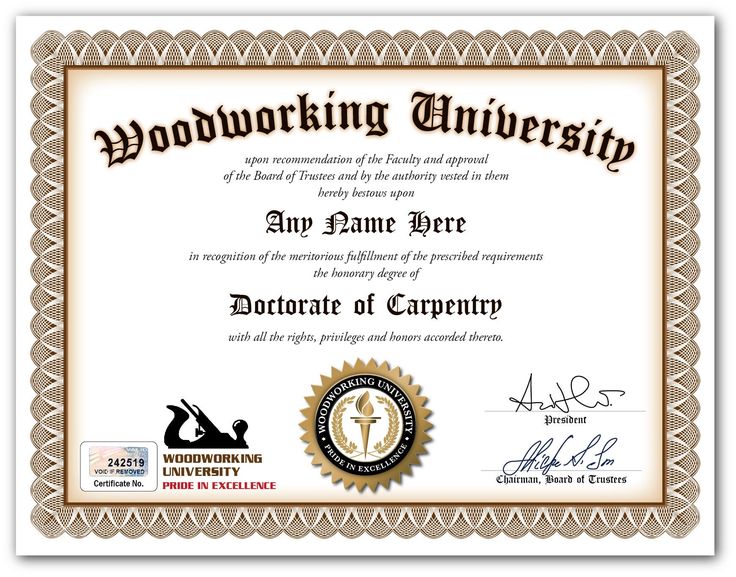 Woodworking University
upon recommendation of the Faculty and approval
of the Board of Trustees and by the authority vested in them
hereby bestows upon
Any Name Here
in recognition of the meritorious fulfillment of the prescribed requirements
the honorary degree of
Doctorate of Carpentry
with all the rights, privileges and honors accorded thereto.
WOODWORKING UNIVERSITY
PRIDE IN EXCELLENCE
President
Chairman, Board of Trustees
242519
VOID IF REMOVED
Certificate No.
WOODWORKING
UNIVERSITY
PRIDE IN EXCELLENCE